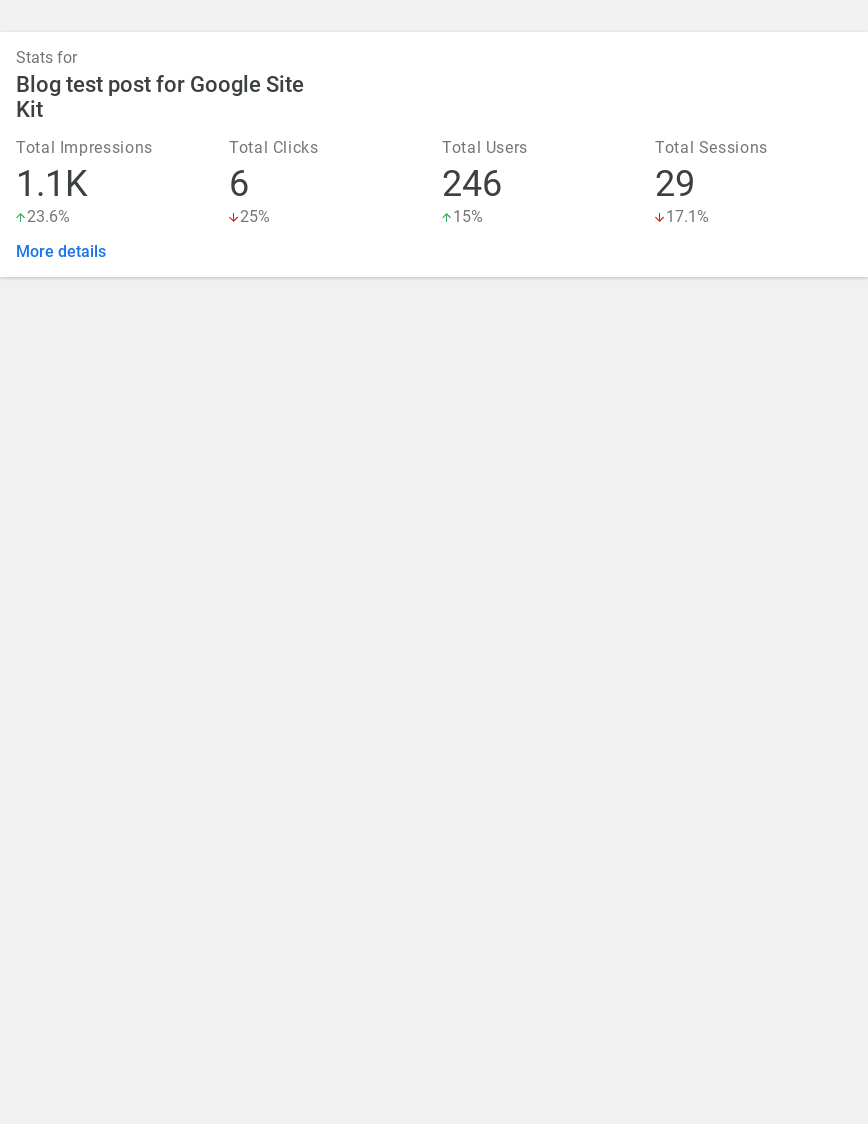 Stats for
Blog test post for Google Site
Kit
Total Impressions
1.1K
23.6%
Total Clicks
6
25%
Total Users
246
15%
Total Sessions
29
17.1%
More details